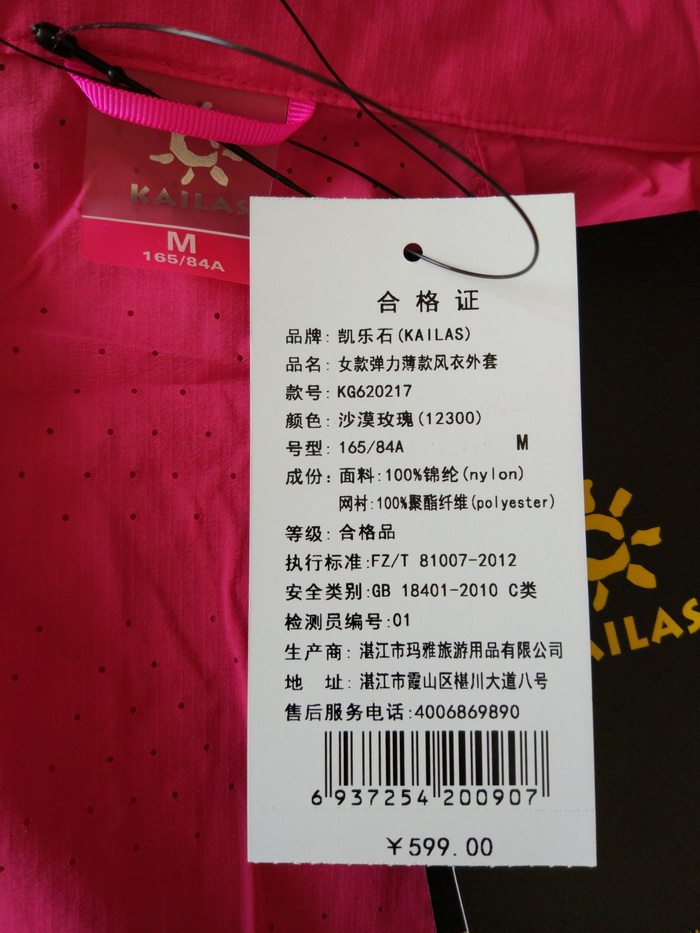 KAILAS
M
165/84A
合格证
品牌: 凯乐石(KAILAS)
品名: 女款弹力薄款风衣外套
款号: KG620217
颜色: 沙漠玫瑰(12300)
号型: 165/84A M
成份: 面料:100%锦纶(nylon)
网衬:100%聚酯纤维(polyester)
等级: 合格品
执行标准:FZ/T 81007-2012
安全类别:GB 18401-2010 C类
检测员编号:01
生产商: 湛江市玛雅旅游用品有限公司
地 址: 湛江市霞山区椹川大道八号
售后服务电话:4006869890
6 937254 200907
¥599.00
AILAS